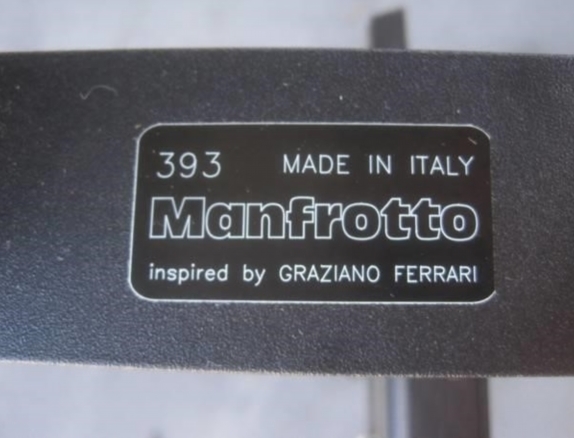 393 MADE IN ITALY
Manfrotto
inspired by GRAZIANO FERRARI